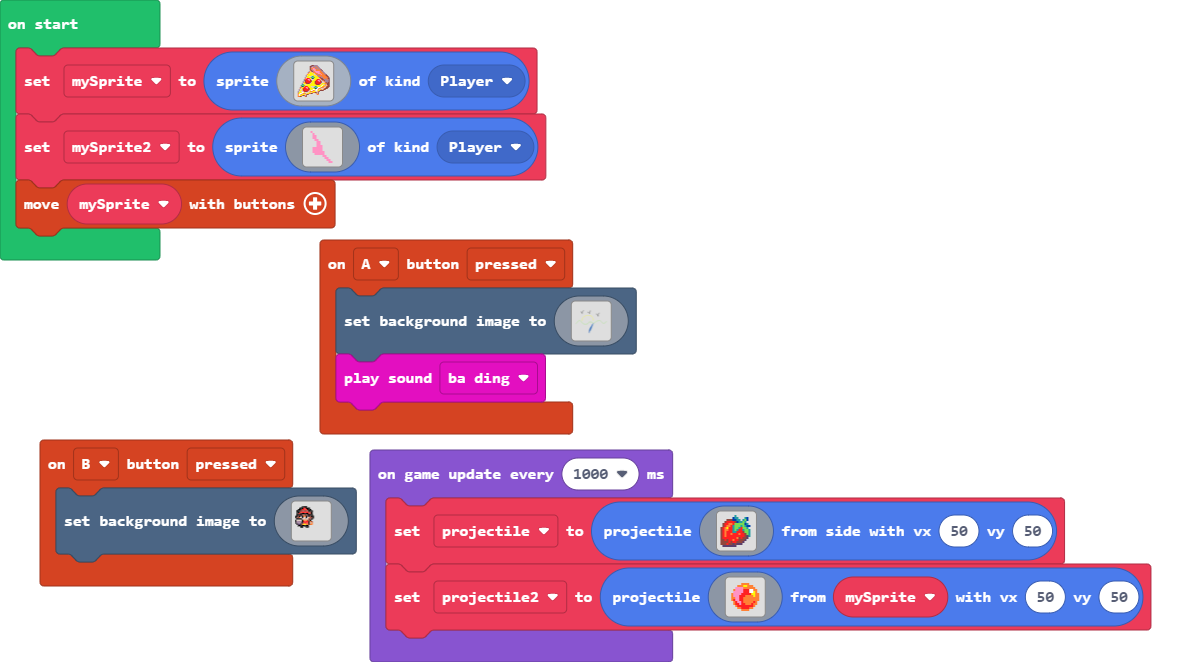 on start
set mySprite to sprite of kind Player
set mySprite2 to sprite of kind Player
move mySprite with buttons
on A button pressed
set background image to
play sound ba ding
on B button pressed
set background image to
on game update every 1000 ms
set projectile to projectile from side with vx 50 vy 50
set projectile2 to projectile from mySprite with vx 50 vy 50